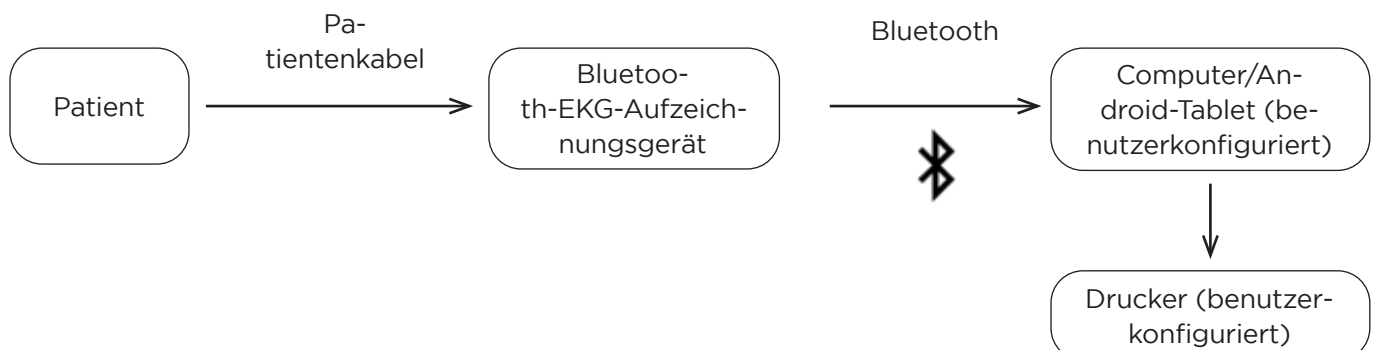 Pa-
tientenkabel
Bluetooth
Patient
Bluetoo-
th-EKG-Aufzeich-
nungsgerät
Computer/An-
droid-Tablet (be-
nutzerkonfiguriert)
Drucker (benutzer-
konfiguriert)